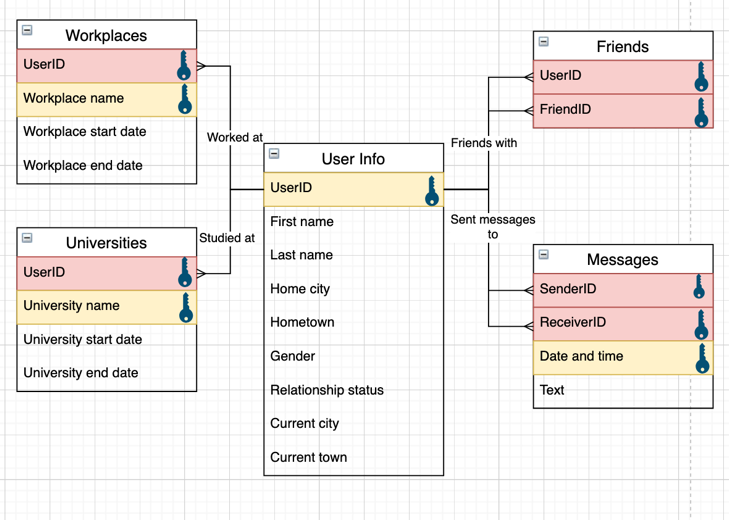 Workplaces
UserID
Workplace name
Workplace start date
Workplace end date
Worked at
Universities
UserID
University name
University start date
University end date
Studied at
User Info
UserID
First name
Last name
Home city
Hometown
Gender
Relationship status
Current city
Current town
Friends with
Friends
UserID
FriendID
Sent messages
to
Messages
SenderID
ReceiverID
Date and time
Text